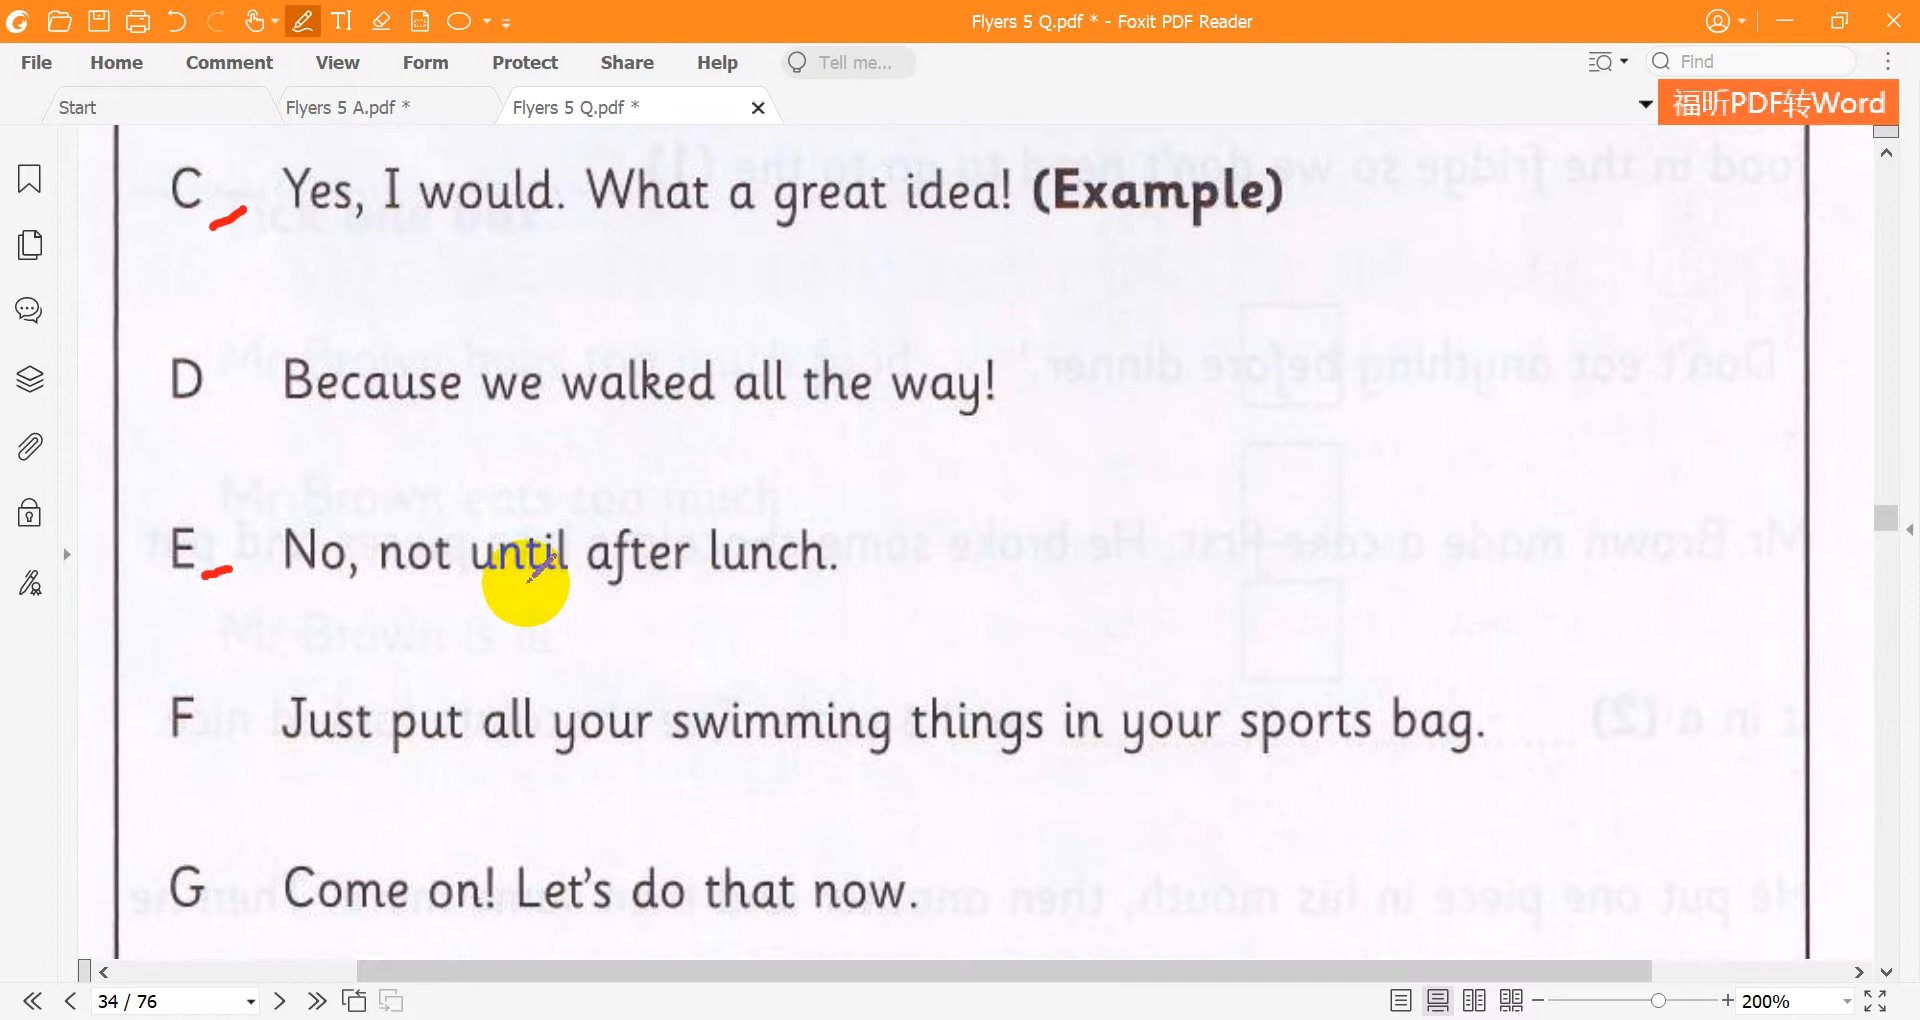 Flyers 5 Q.pdf * - Foxit PDF Reader
File Home Comment View Form Protect Share Help Tell me... Find
Start Flyers 5 A.pdf * Flyers 5 Q.pdf *
福昕PDF转Word
C Yes, I would. What a great idea! (Example)
D Because we walked all the way!
E No, not until after lunch.
F Just put all your swimming things in your sports bag.
G Come on! Let's do that now.
34 / 76 200%